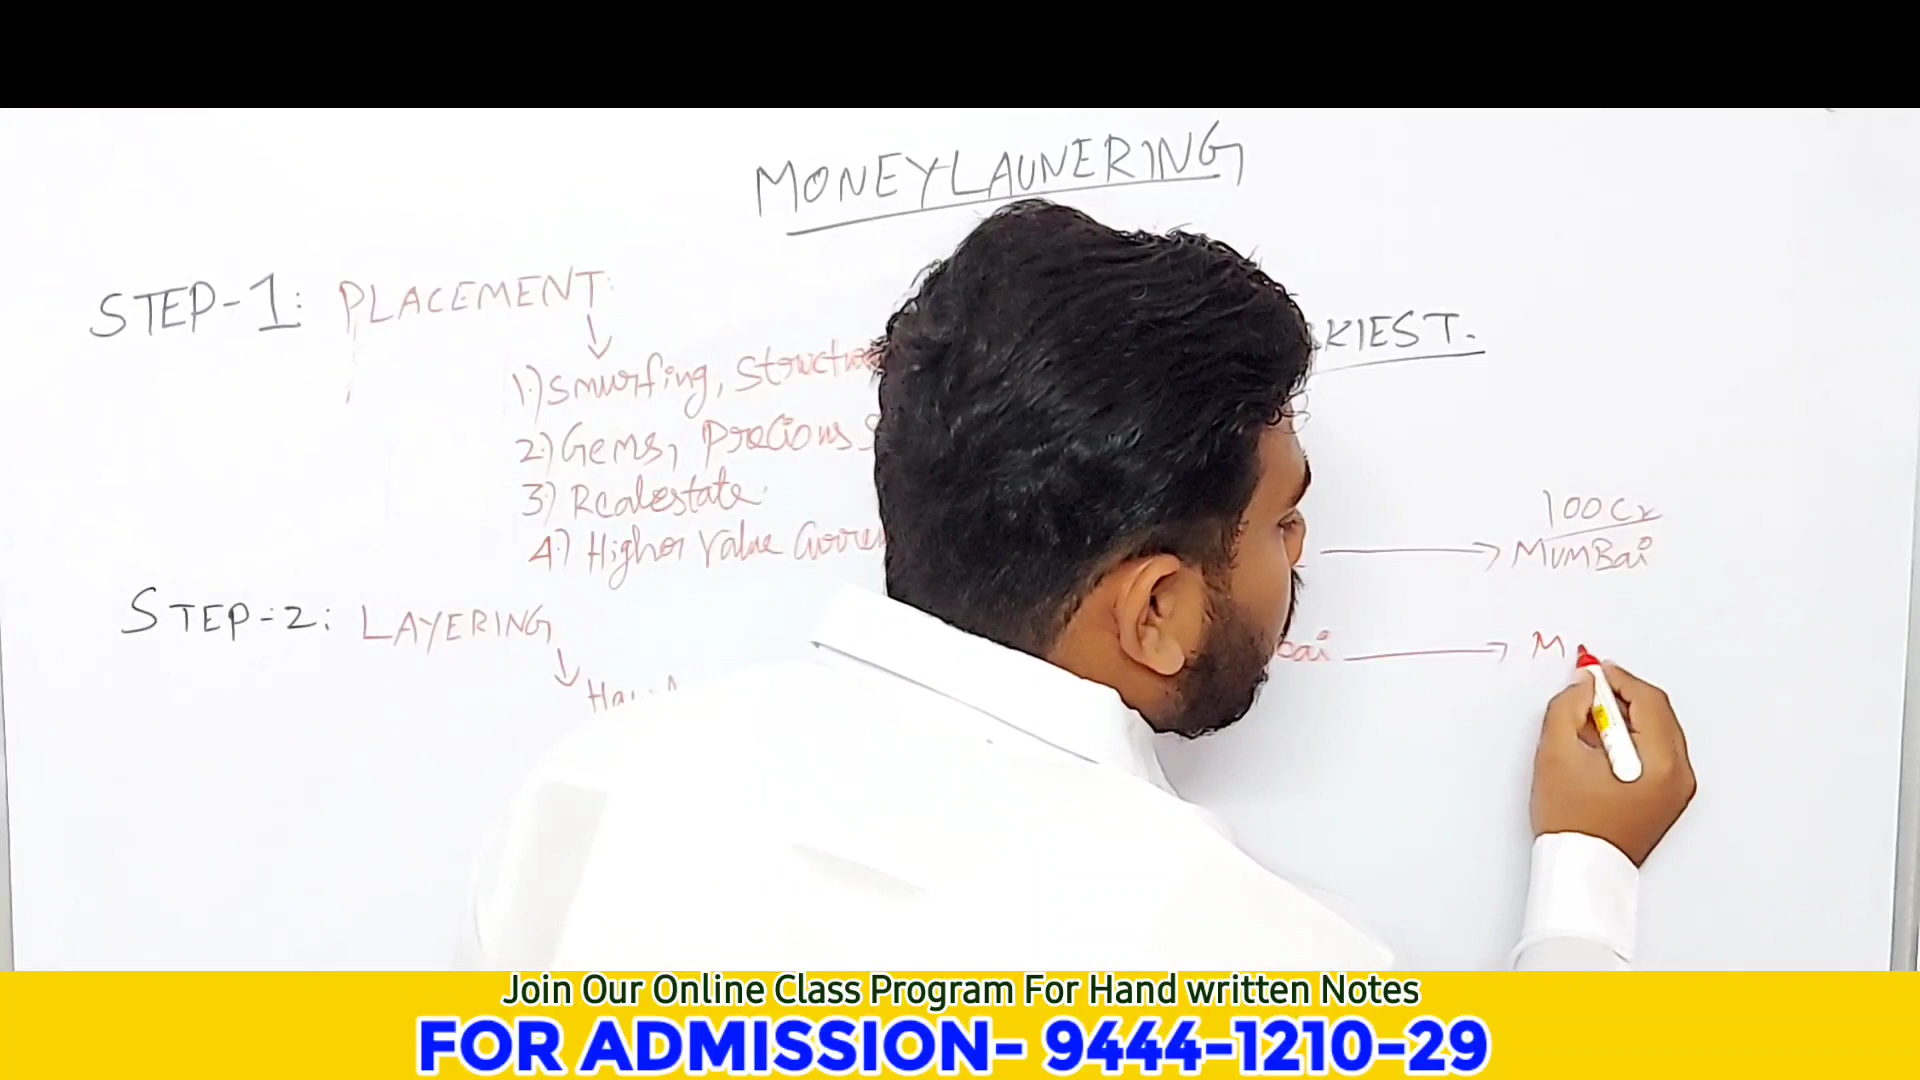 MONEYLAUNERING
STEP-1: PLACEMENT:
1.) Smurfing,
2.) Gems, Precious
3) Realestate.
4.) Higher Value
KIEST.
100Cr
MUMBai
STEP-2: LAYERING
bai
M
Join Our Online Class Program For Hand written Notes
FOR ADMISSION- 9444-1210-29